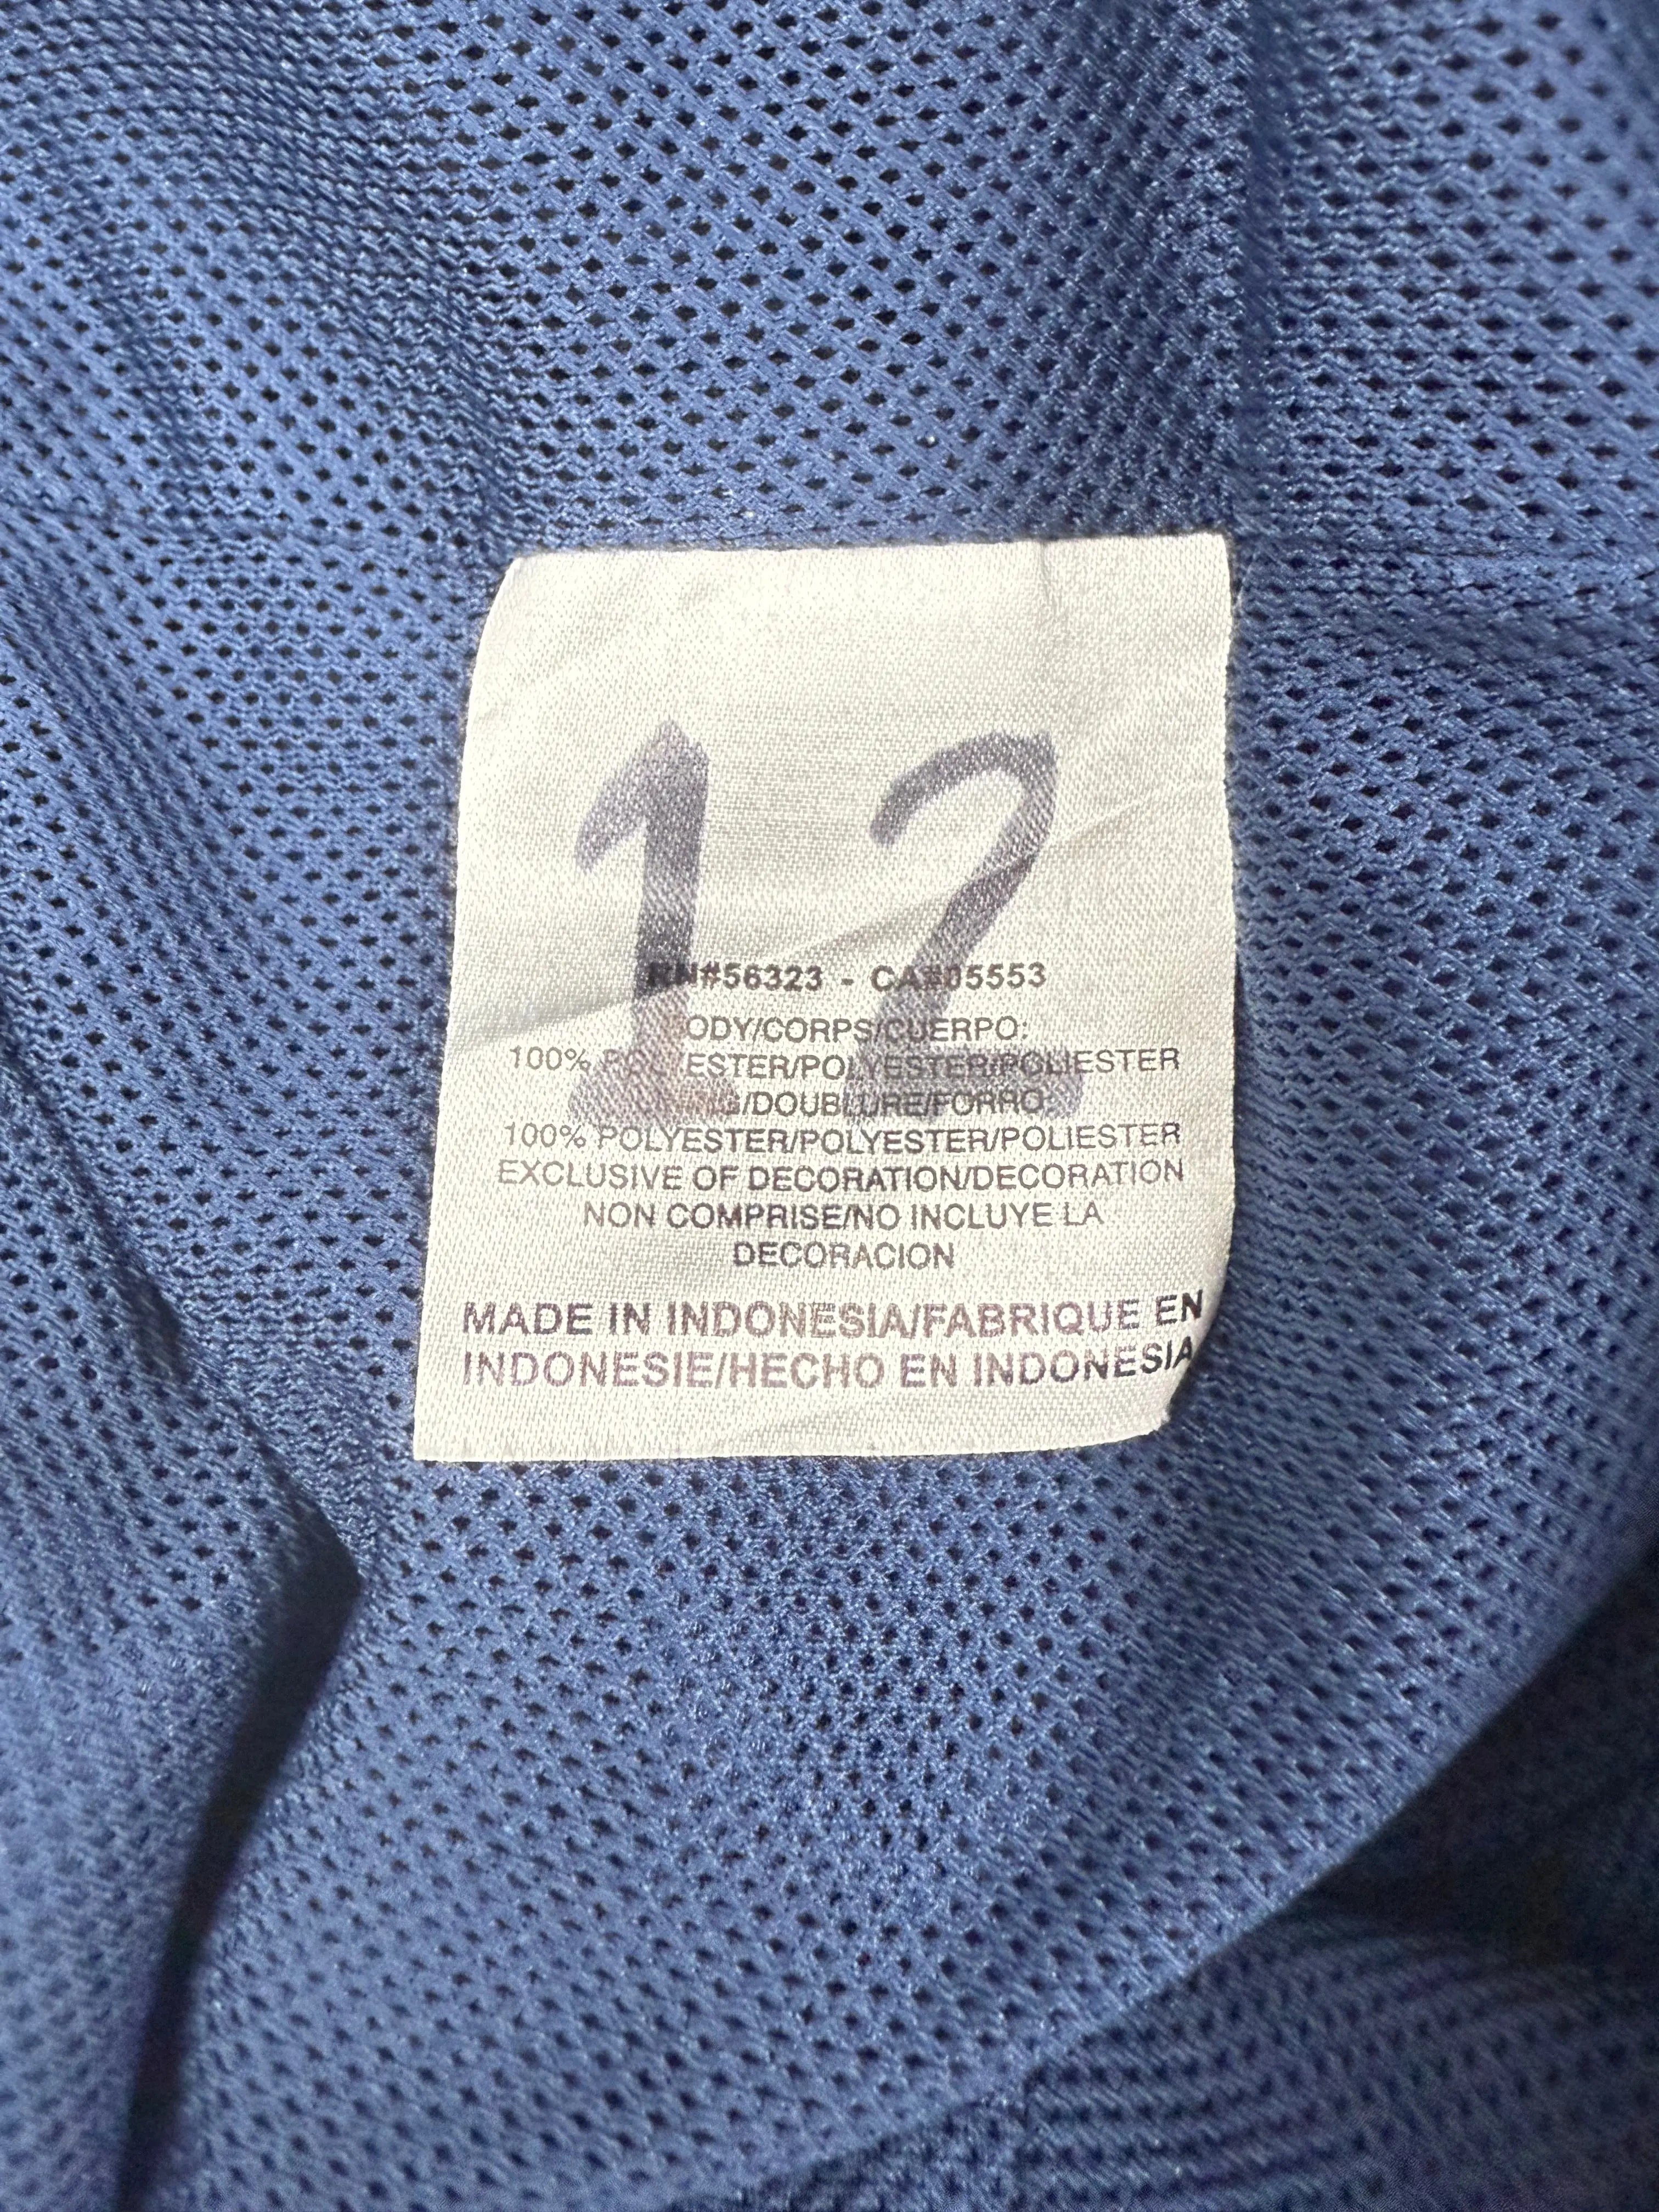 12
RN#56323 - CA#05553
ODY/CORPS/CUERPO:
100% POLYESTER/POLYESTER/POLIESTER
/DOUBLURE/FORRO:
100% POLYESTER/POLYESTER/POLIESTER
EXCLUSIVE OF DECORATION/DECORATION
NON COMPRISE/NO INCLUYE LA
DECORACION
MADE IN INDONESIA/FABRIQUE EN
INDONESIE/HECHO EN INDONESIA